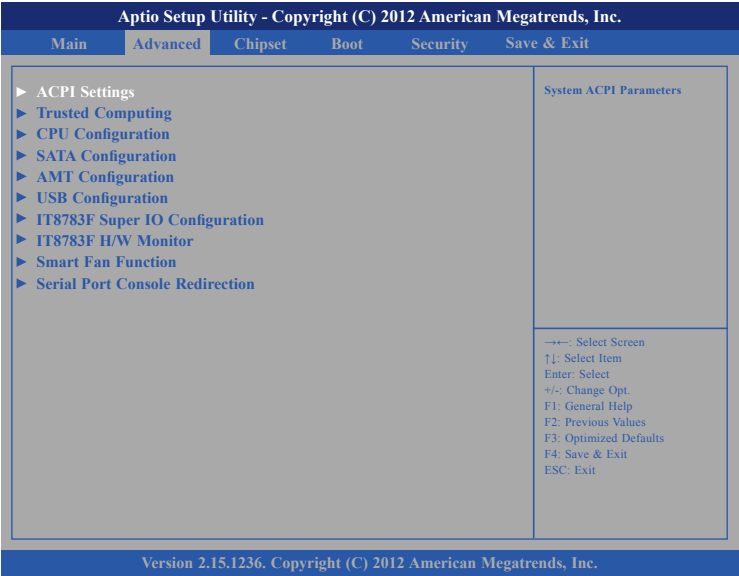 Aptio Setup Utility - Copyright (C) 2012 American Megatrends, Inc.
Main Advanced Chipset Boot Security Save & Exit
► ACPI Settings
► Trusted Computing
► CPU Configuration
► SATA Configuration
► AMT Configuration
► USB Configuration
► IT8783F Super IO Configuration
► IT8783F H/W Monitor
► Smart Fan Function
► Serial Port Console Redirection
System ACPI Parameters
→←: Select Screen
↑↓: Select Item
Enter: Select
+/-: Change Opt.
F1: General Help
F2: Previous Values
F3: Optimized Defaults
F4: Save & Exit
ESC: Exit
Version 2.15.1236. Copyright (C) 2012 American Megatrends, Inc.